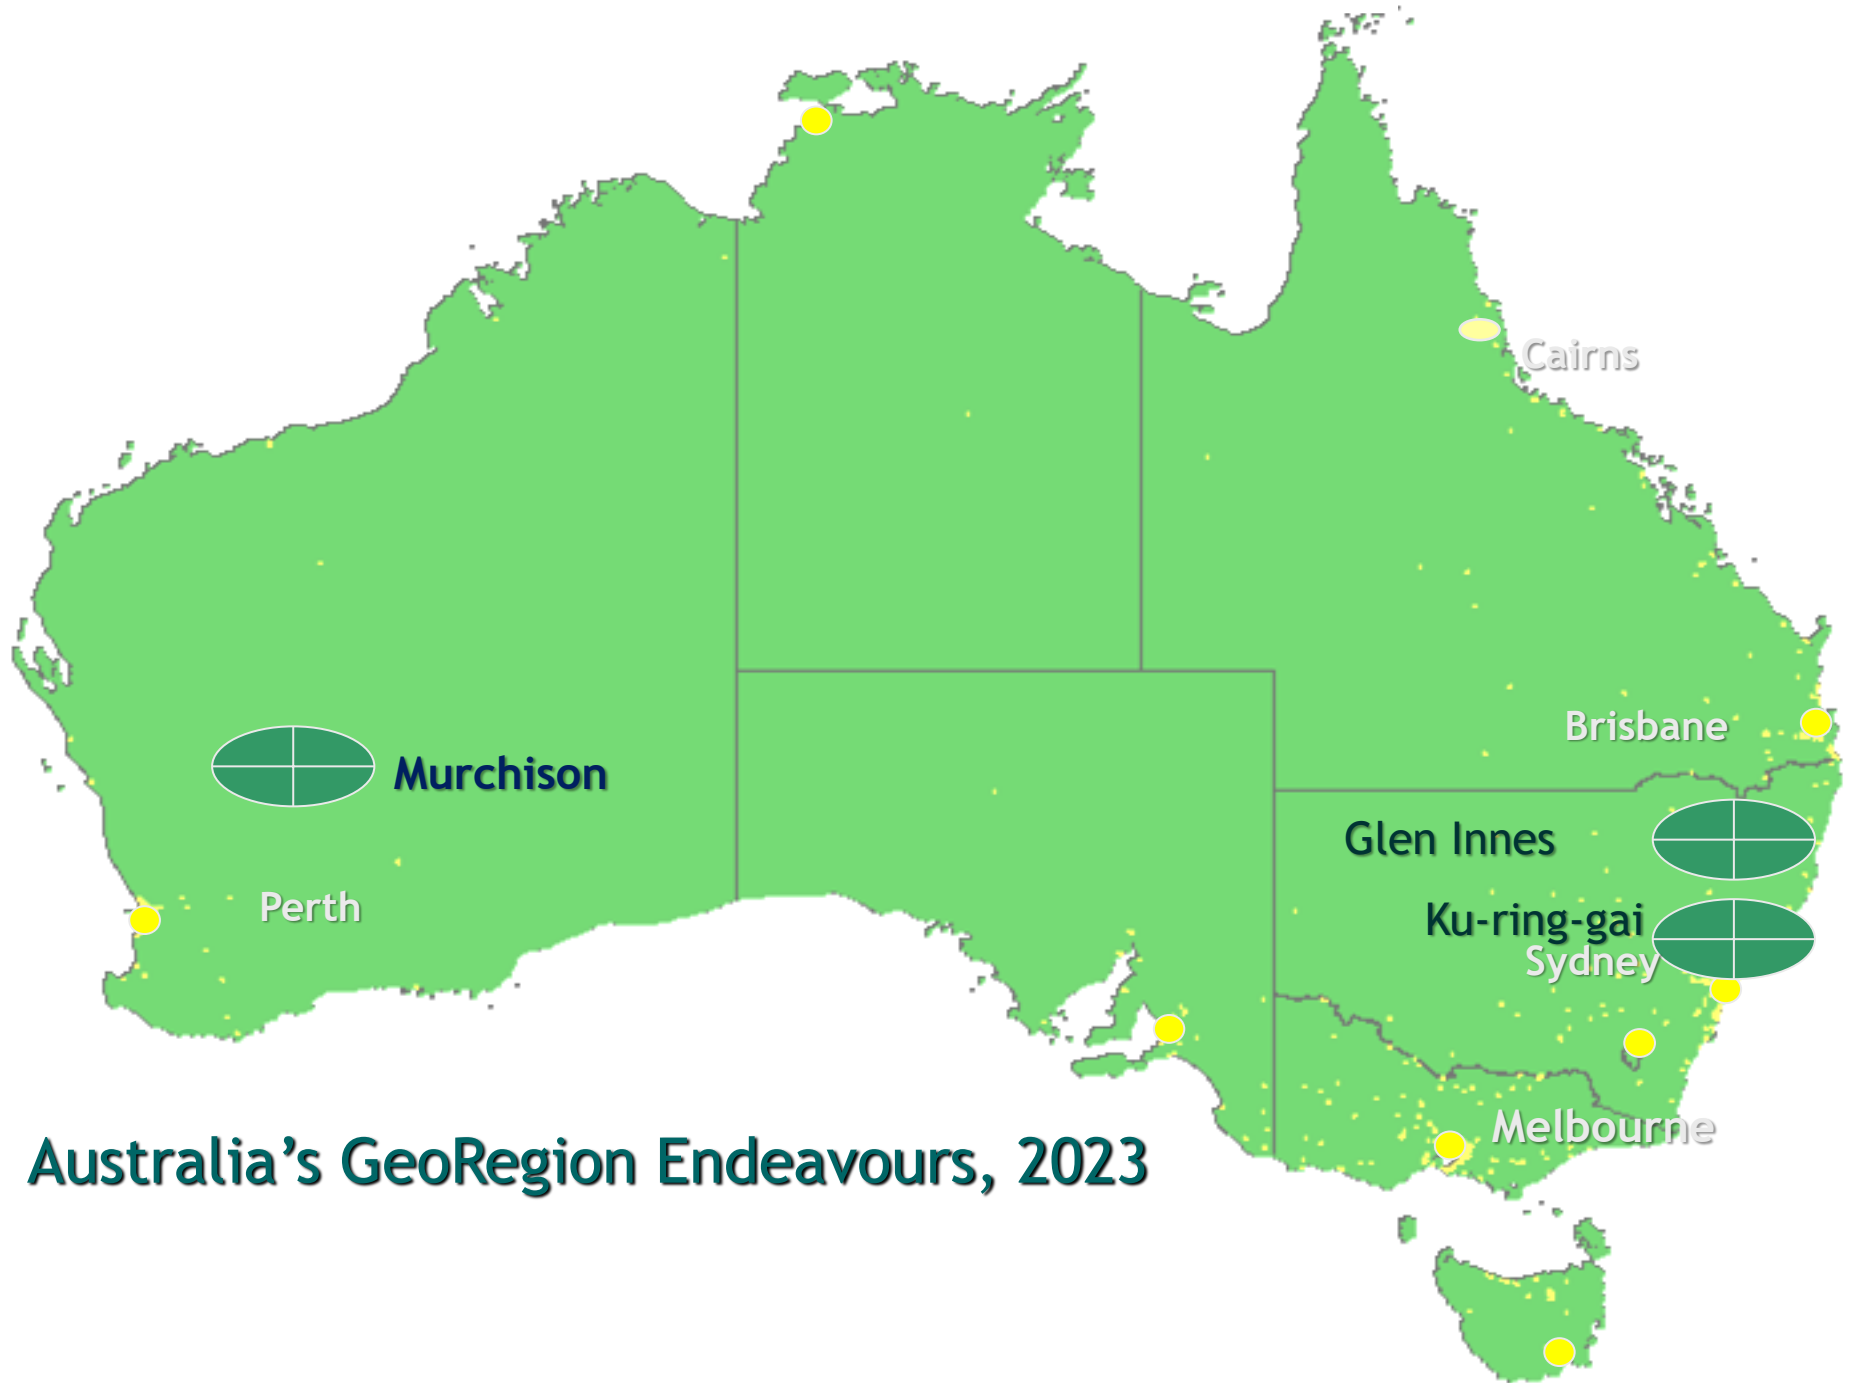 Cairns
Brisbane
Murchison
Glen Innes
Perth
Ku-ring-gai
Sydney
Melbourne
Australia’s GeoRegion Endeavours, 2023